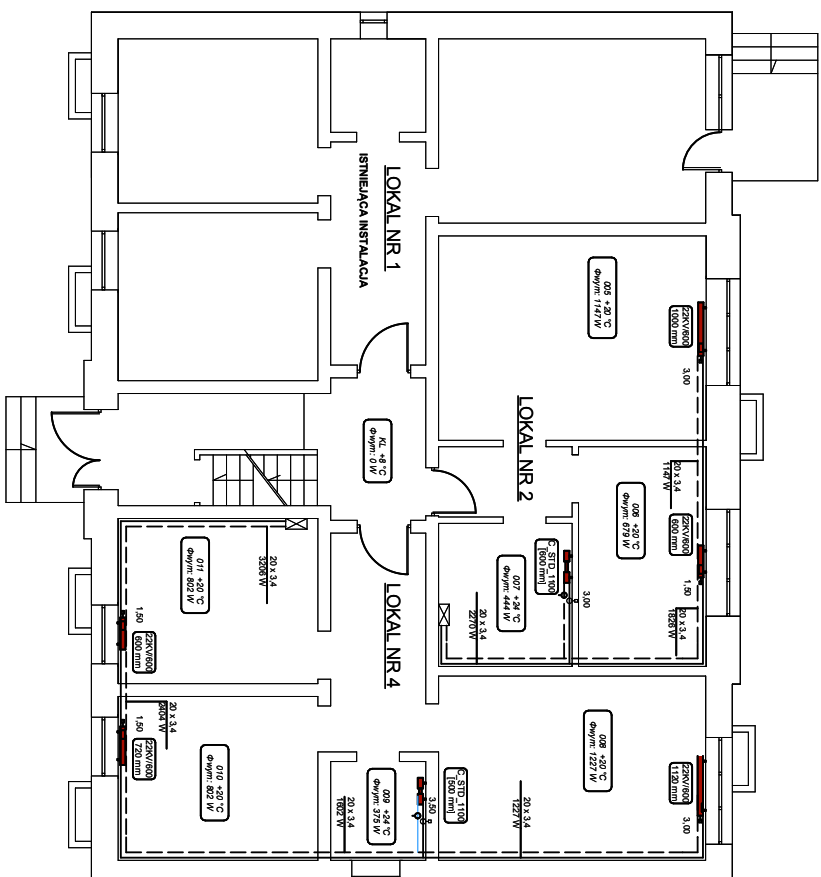 LOKAL NR 1
ISTNIEJĄCA INSTALACJA
005 +20 °C
Φwym: 1147 W
22KV/600
1000 mm
3,00
KL +8 °C
Φwym: 0 W
LOKAL NR 2
20 x 3,4
1147 W
006 +20 °C
Φwym: 679 W
22KV/600
600 mm
1,50
20 x 3,4
1826 W
C_STD_1100
[600 mm]
3,00
007 +24 °C
Φwym: 444 W
20 x 3,4
2270 W
011 +20 °C
Φwym: 802 W
20 x 3,4
3206 W
1,50
22KV/600
600 mm
LOKAL NR 4
20 x 3,4
2404 W
1,50
22KV/600
720 mm
010 +20 °C
Φwym: 802 W
009 +24 °C
Φwym: 375 W
20 x 3,4
1602 W
C_STD_1100
[500 mm]
3,50
008 +20 °C
Φwym: 1227 W
20 x 3,4
1227 W
22KV/600
1120 mm
3,00